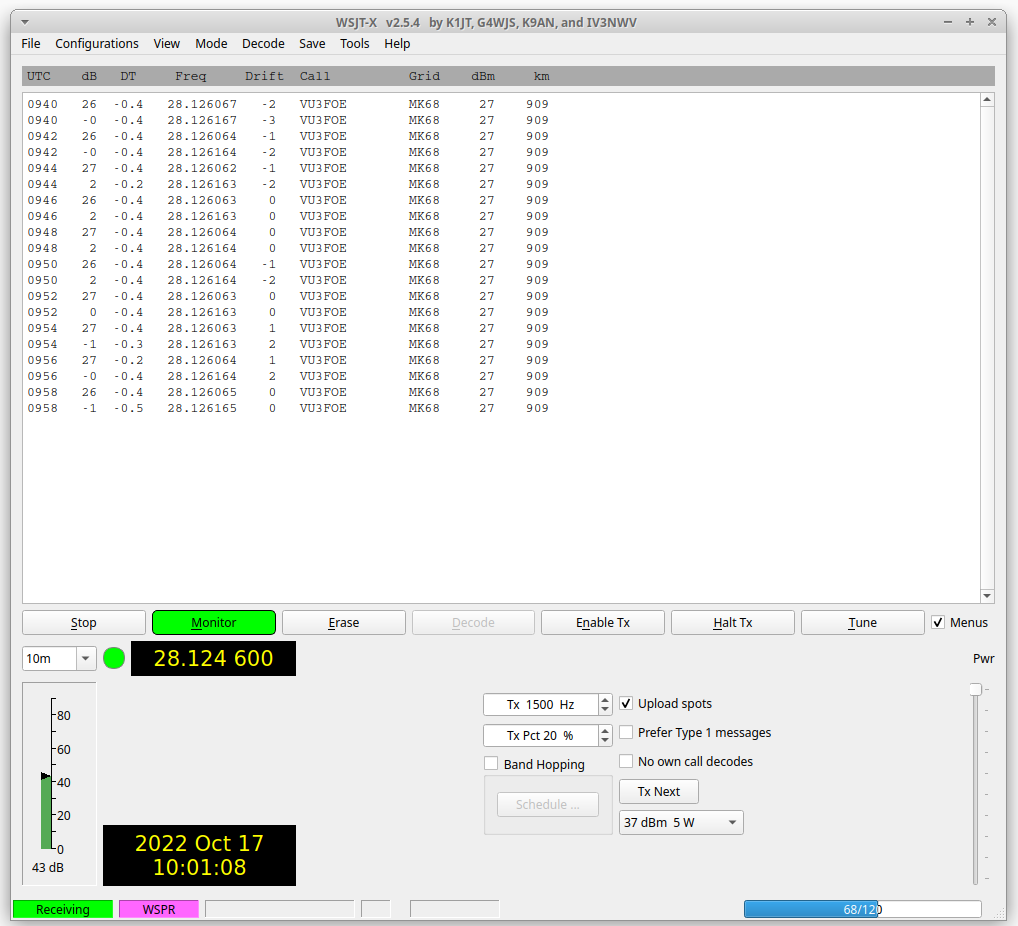 WSJT-X v2.5.4 by K1JT, G4WJS, K9AN, and IV3NWV
File Configurations View Mode Decode Save Tools Help
UTC dB DT Freq Drift Call Grid dBm km
0940 26 -0.4 28.126067 -2 VU3FOE MK68 27 909
0940 -0 -0.4 28.126167 -3 VU3FOE MK68 27 909
0942 26 -0.4 28.126064 -1 VU3FOE MK68 27 909
0942 -0 -0.4 28.126164 -2 VU3FOE MK68 27 909
0944 27 -0.4 28.126062 -1 VU3FOE MK68 27 909
0944 2 -0.2 28.126163 -2 VU3FOE MK68 27 909
0946 26 -0.4 28.126063 0 VU3FOE MK68 27 909
0946 2 -0.4 28.126163 0 VU3FOE MK68 27 909
0948 27 -0.4 28.126064 0 VU3FOE MK68 27 909
0948 2 -0.4 28.126164 0 VU3FOE MK68 27 909
0950 26 -0.4 28.126064 -1 VU3FOE MK68 27 909
0950 2 -0.4 28.126164 -2 VU3FOE MK68 27 909
0952 27 -0.4 28.126063 0 VU3FOE MK68 27 909
0952 0 -0.4 28.126163 0 VU3FOE MK68 27 909
0954 27 -0.4 28.126063 1 VU3FOE MK68 27 909
0954 -1 -0.3 28.126163 2 VU3FOE MK68 27 909
0956 27 -0.2 28.126064 1 VU3FOE MK68 27 909
0956 -0 -0.4 28.126164 2 VU3FOE MK68 27 909
0958 26 -0.4 28.126065 0 VU3FOE MK68 27 909
0958 -1 -0.5 28.126165 0 VU3FOE MK68 27 909
Stop Monitor Erase Decode Enable Tx Halt Tx Tune Menus
10m 28.124 600 Pwr
Tx 1500 Hz Upload spots
80
Tx Pct 20 % Prefer Type 1 messages
60
Band Hopping No own call decodes
40
Schedule ... Tx Next
20
37 dBm 5 W
0
43 dB
2022 Oct 17
10:01:08
Receiving WSPR 68/120